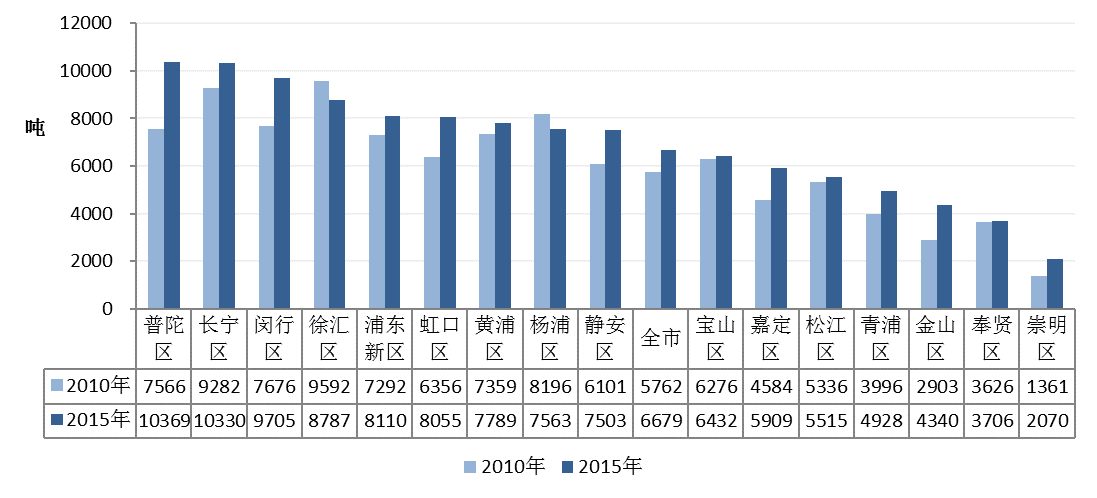 12000
10000
8000
6000
4000
2000
0
吨
普陀区 长宁区 闵行区 徐汇区 浦东新区 虹口区 黄浦区 杨浦区 静安区 全市 宝山区 嘉定区 松江区 青浦区 金山区 奉贤区 崇明区
2010年 7566 9282 7676 9592 7292 6356 7359 8196 6101 5762 6276 4584 5336 3996 2903 3626 1361
2015年 10369 10330 9705 8787 8110 8055 7789 7563 7503 6679 6432 5909 5515 4928 4340 3706 2070
2010年 2015年